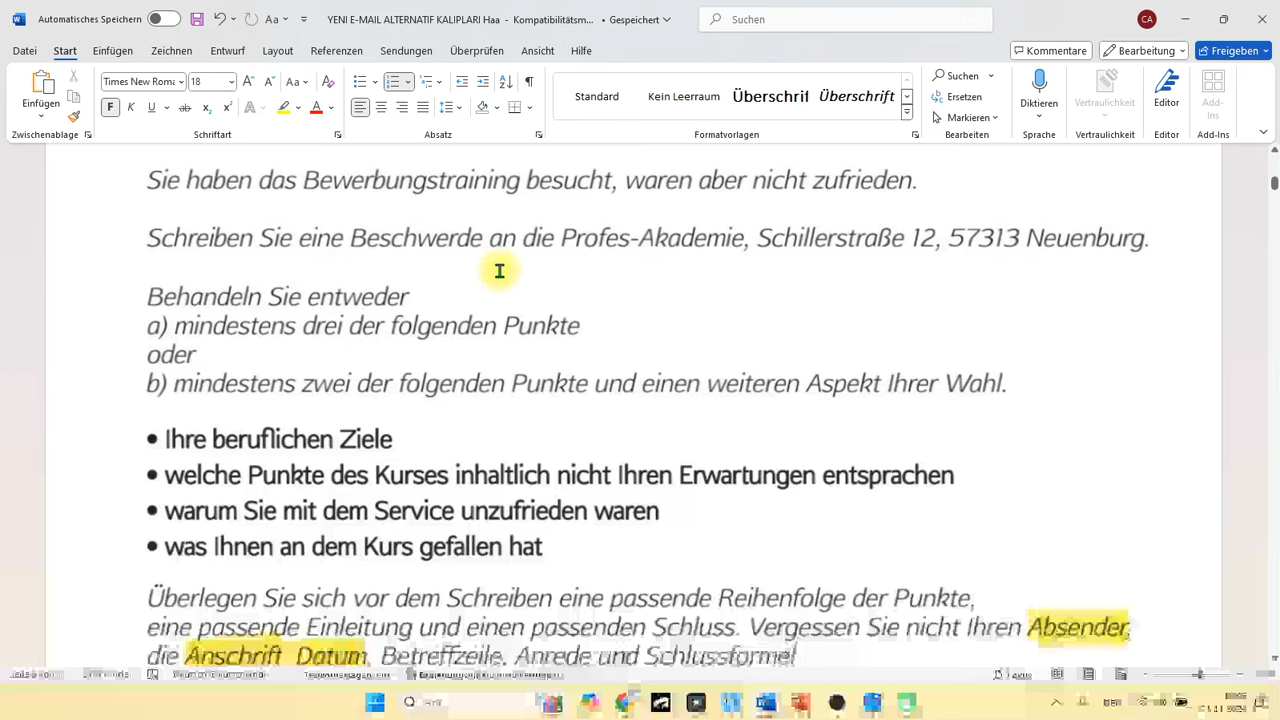 Automatisches Speichern
YENI E-MAIL ALTERNATIF KALIPLARI Haa - Kompatibilitätsm... • Gespeichert
Suchen
CA
Datei Start Einfügen Zeichnen Entwurf Layout Referenzen Sendungen Überprüfen Ansicht Hilfe
Kommentare Bearbeitung Freigeben
Einfügen
Times New Roma 18
F K U ab x₂ x² A A
Standard Kein Leerraum Überschrif Überschrift
Suchen
Ersetzen
Markieren
Diktieren Vertraulichkeit Editor Add-Ins
Zwischenablage Schriftart Absatz Formatvorlagen Bearbeiten Sprache Vertraulichkeit Editor Add-Ins
Sie haben das Bewerbungstraining besucht, waren aber nicht zufrieden.
Schreiben Sie eine Beschwerde an die Profes-Akademie, Schillerstraße 12, 57313 Neuenburg.
Behandeln Sie entweder
a) mindestens drei der folgenden Punkte
oder
b) mindestens zwei der folgenden Punkte und einen weiteren Aspekt Ihrer Wahl.
• Ihre beruflichen Ziele
• welche Punkte des Kurses inhaltlich nicht Ihren Erwartungen entsprachen
• warum Sie mit dem Service unzufrieden waren
• was Ihnen an dem Kurs gefallen hat
Überlegen Sie sich vor dem Schreiben eine passende Reihenfolge der Punkte,
eine passende Einleitung und einen passenden Schluss. Vergessen Sie nicht Ihren Absender,
die Anschrift Datum, Betreffzeile, Anrede und Schlussformel